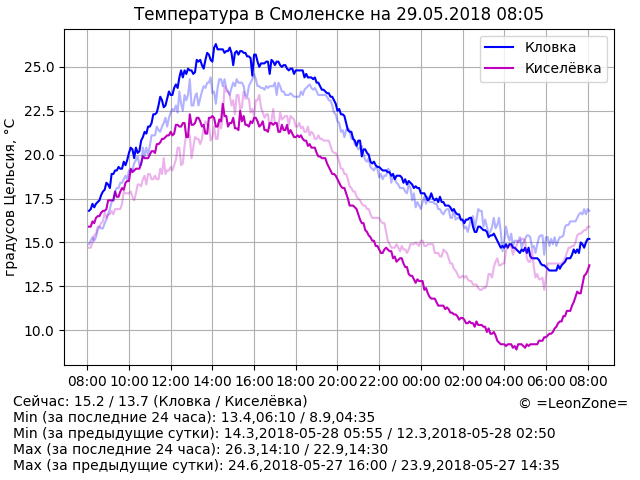 Температура в Смоленске на 29.05.2018 08:05
Кловка
Киселёвка
градусов Цельсия, °C
25.0
22.5
20.0
17.5
15.0
12.5
10.0
08:00 10:00 12:00 14:00 16:00 18:00 20:00 22:00 00:00 02:00 04:00 06:00 08:00
Сейчас: 15.2 / 13.7 (Кловка / Киселёвка)
© =LeonZone=
Min (за последние 24 часа): 13.4,06:10 / 8.9,04:35
Min (за предыдущие сутки): 14.3,2018-05-28 05:55 / 12.3,2018-05-28 02:50
Max (за последние 24 часа): 26.3,14:10 / 22.9,14:30
Max (за предыдущие сутки): 24.6,2018-05-27 16:00 / 23.9,2018-05-27 14:35